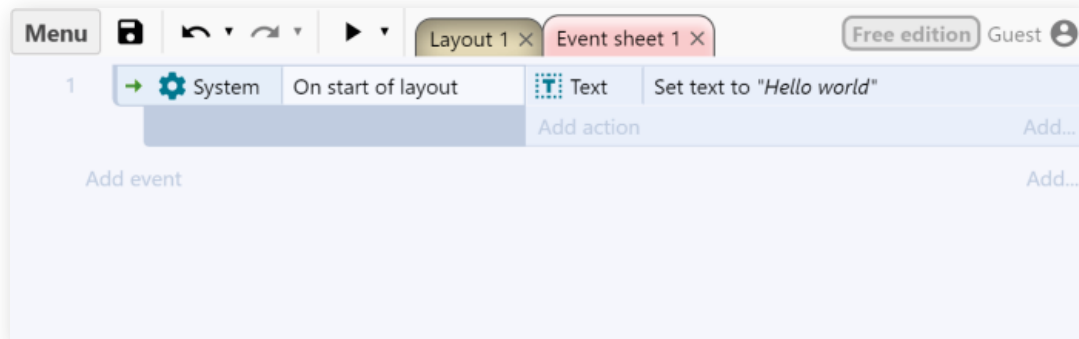 Menu Layout 1 Event sheet 1 Free edition Guest
1 System On start of layout Text Set text to "Hello world"
Add action Add...
Add event Add...